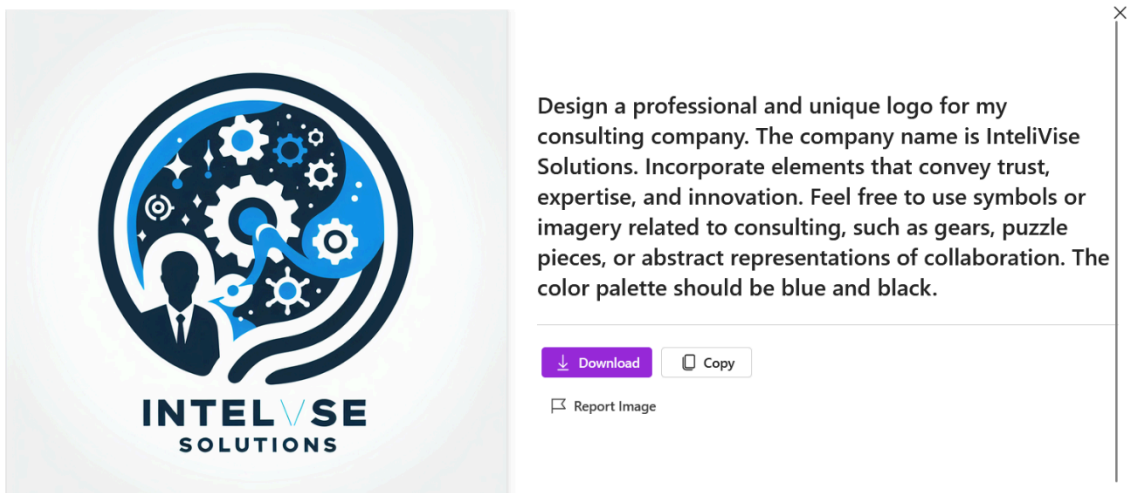 Design a professional and unique logo for my
consulting company. The company name is InteliVise
Solutions. Incorporate elements that convey trust,
expertise, and innovation. Feel free to use symbols or
imagery related to consulting, such as gears, puzzle
pieces, or abstract representations of collaboration. The
color palette should be blue and black.
Download
Copy
Report Image
INTEL\/SE
SOLUTIONS